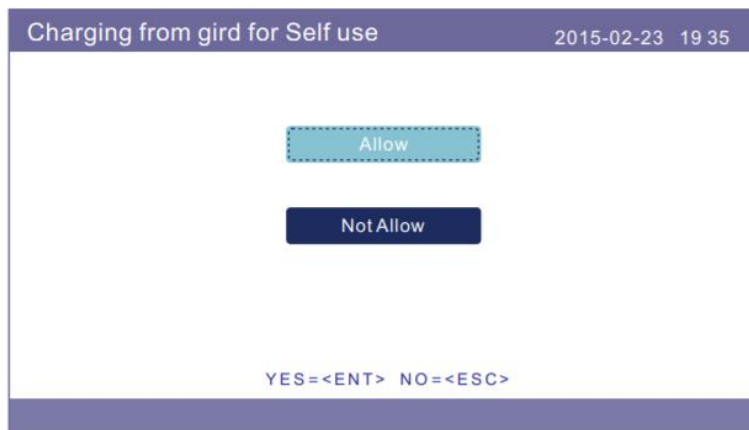 Charging from gird for Self use 2015-02-23 19 35
Allow
Not Allow
YES=<ENT> NO=<ESC>